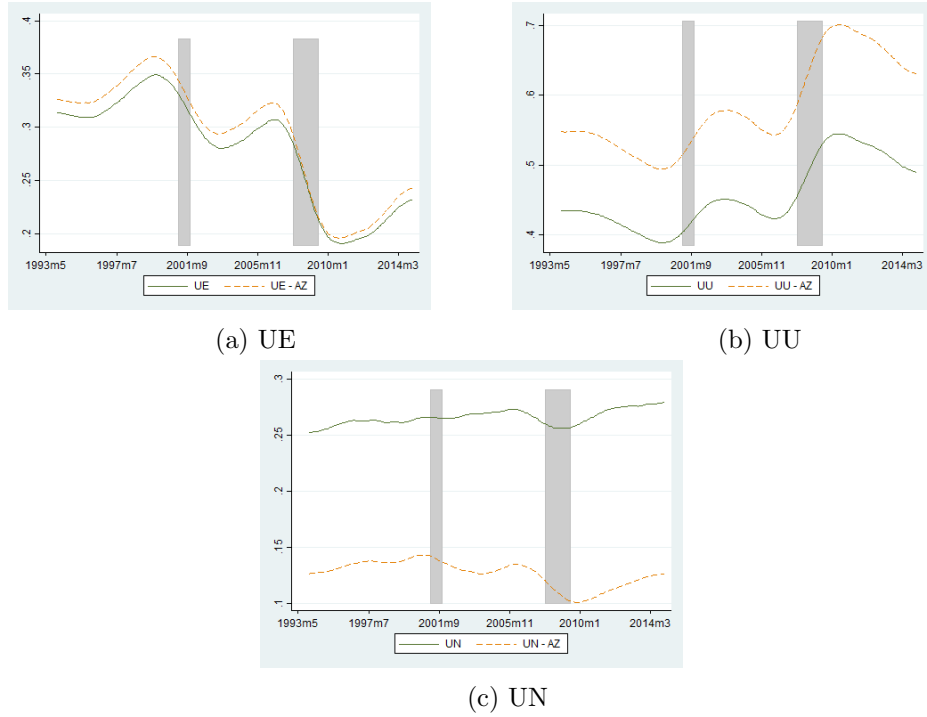 .4
.35
.3
.25
.2
1993m5 1997m7 2001m9 2005m11 2010m1 2014m3
UE UE - AZ
(a) UE
.7
.6
.5
.4
1993m5 1997m7 2001m9 2005m11 2010m1 2014m3
UU UU - AZ
(b) UU
.3
.25
.2
.15
.1
1993m5 1997m7 2001m9 2005m11 2010m1 2014m3
UN UN - AZ
(c) UN